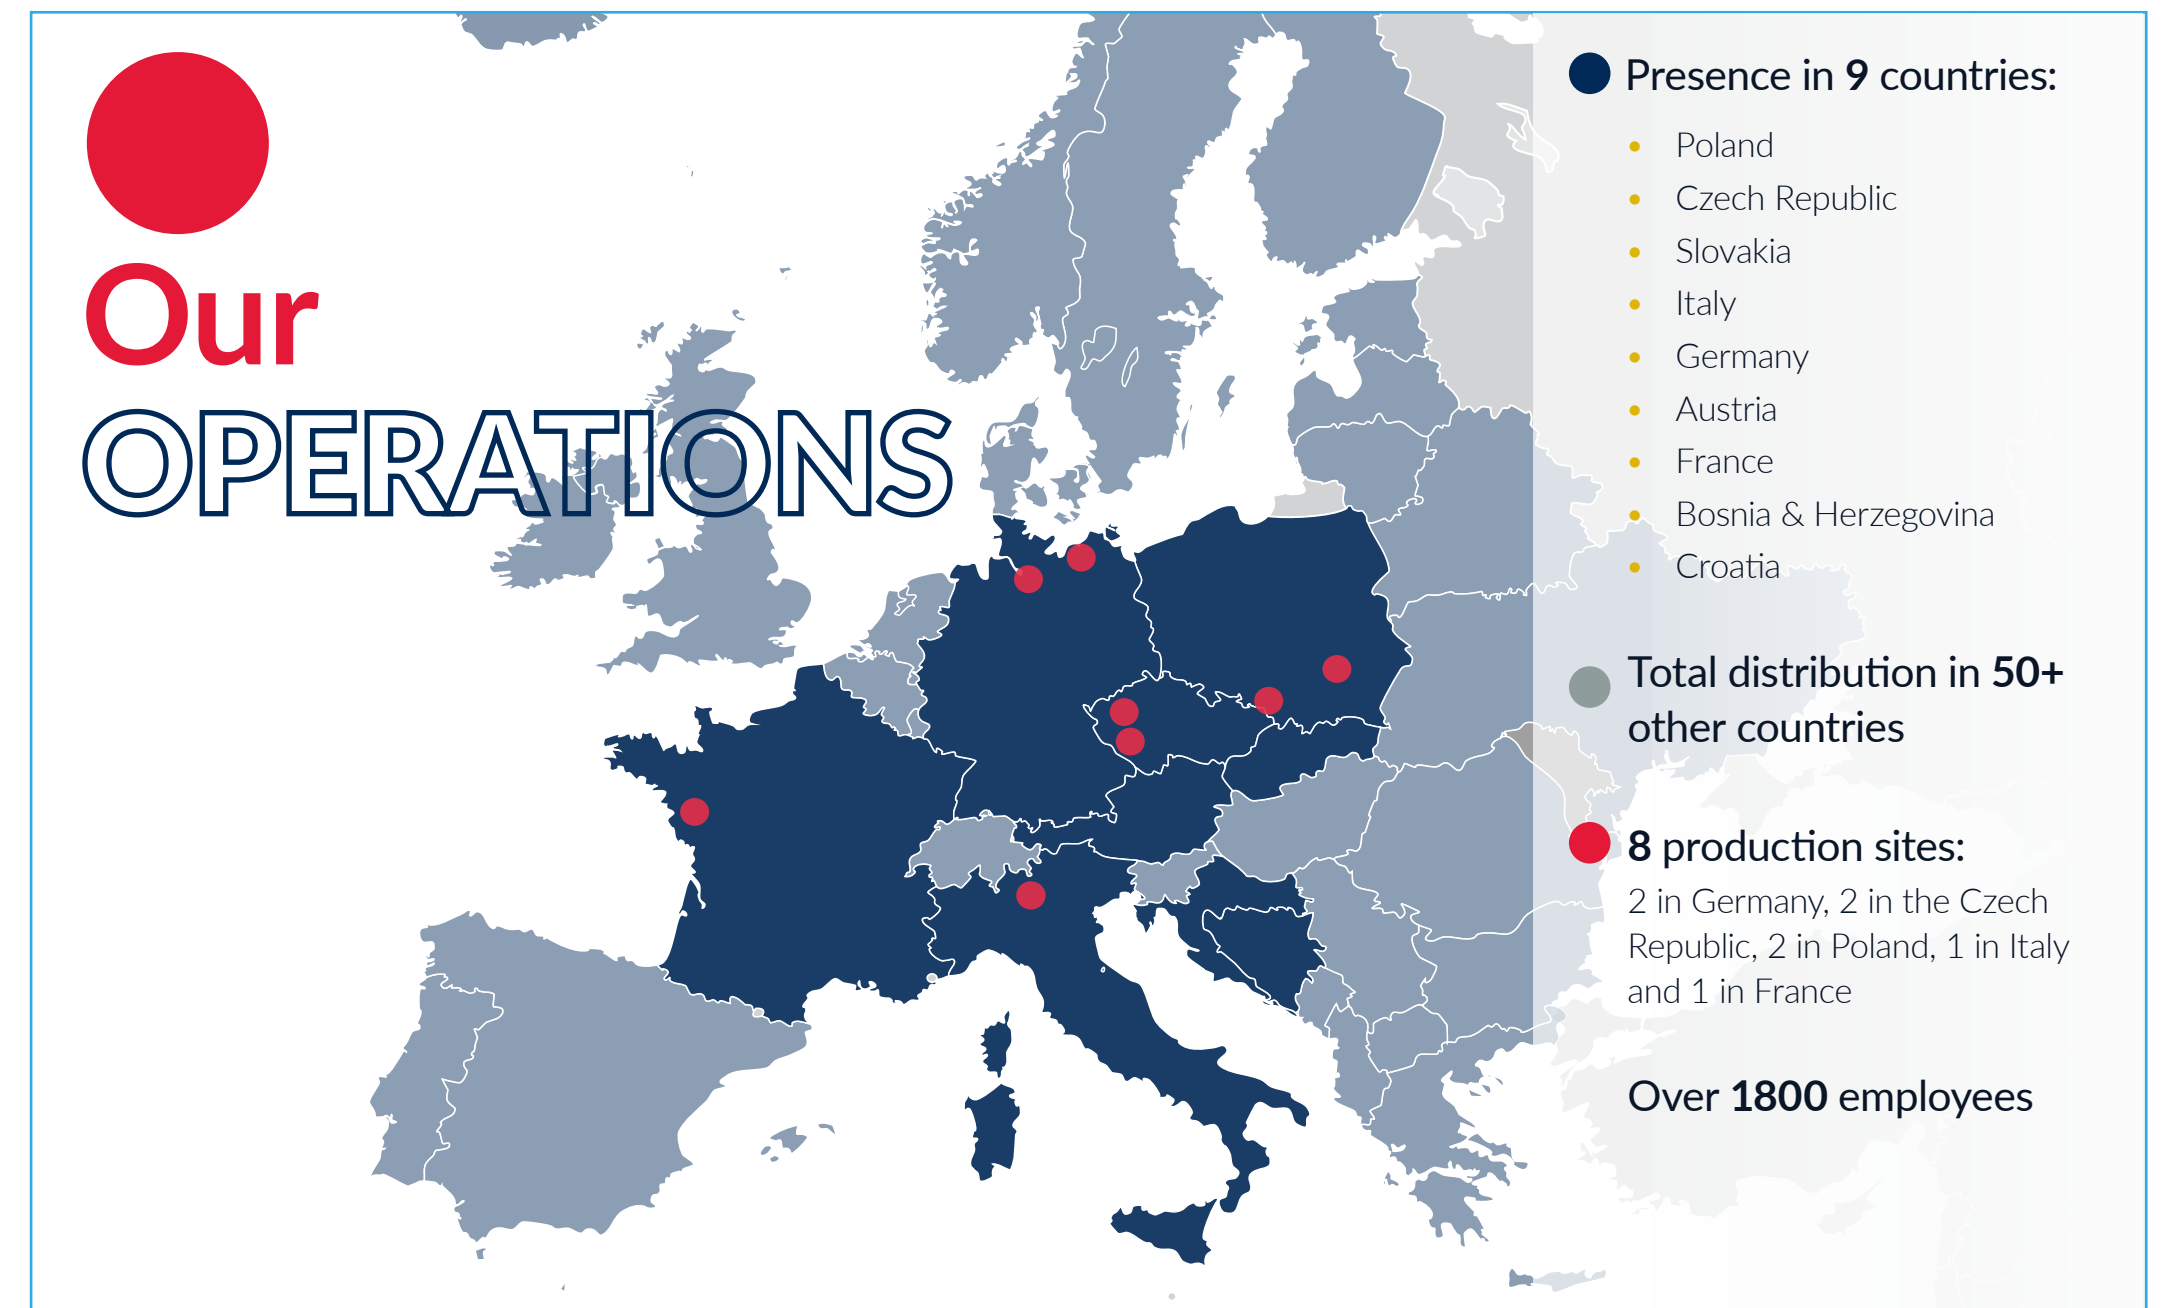 Our
OPERATIONS
Presence in 9 countries:
• Poland
• Czech Republic
• Slovakia
• Italy
• Germany
• Austria
• France
• Bosnia & Herzegovina
• Croatia
Total distribution in 50+
other countries
8 production sites:
2 in Germany, 2 in the Czech
Republic, 2 in Poland, 1 in Italy
and 1 in France
Over 1800 employees